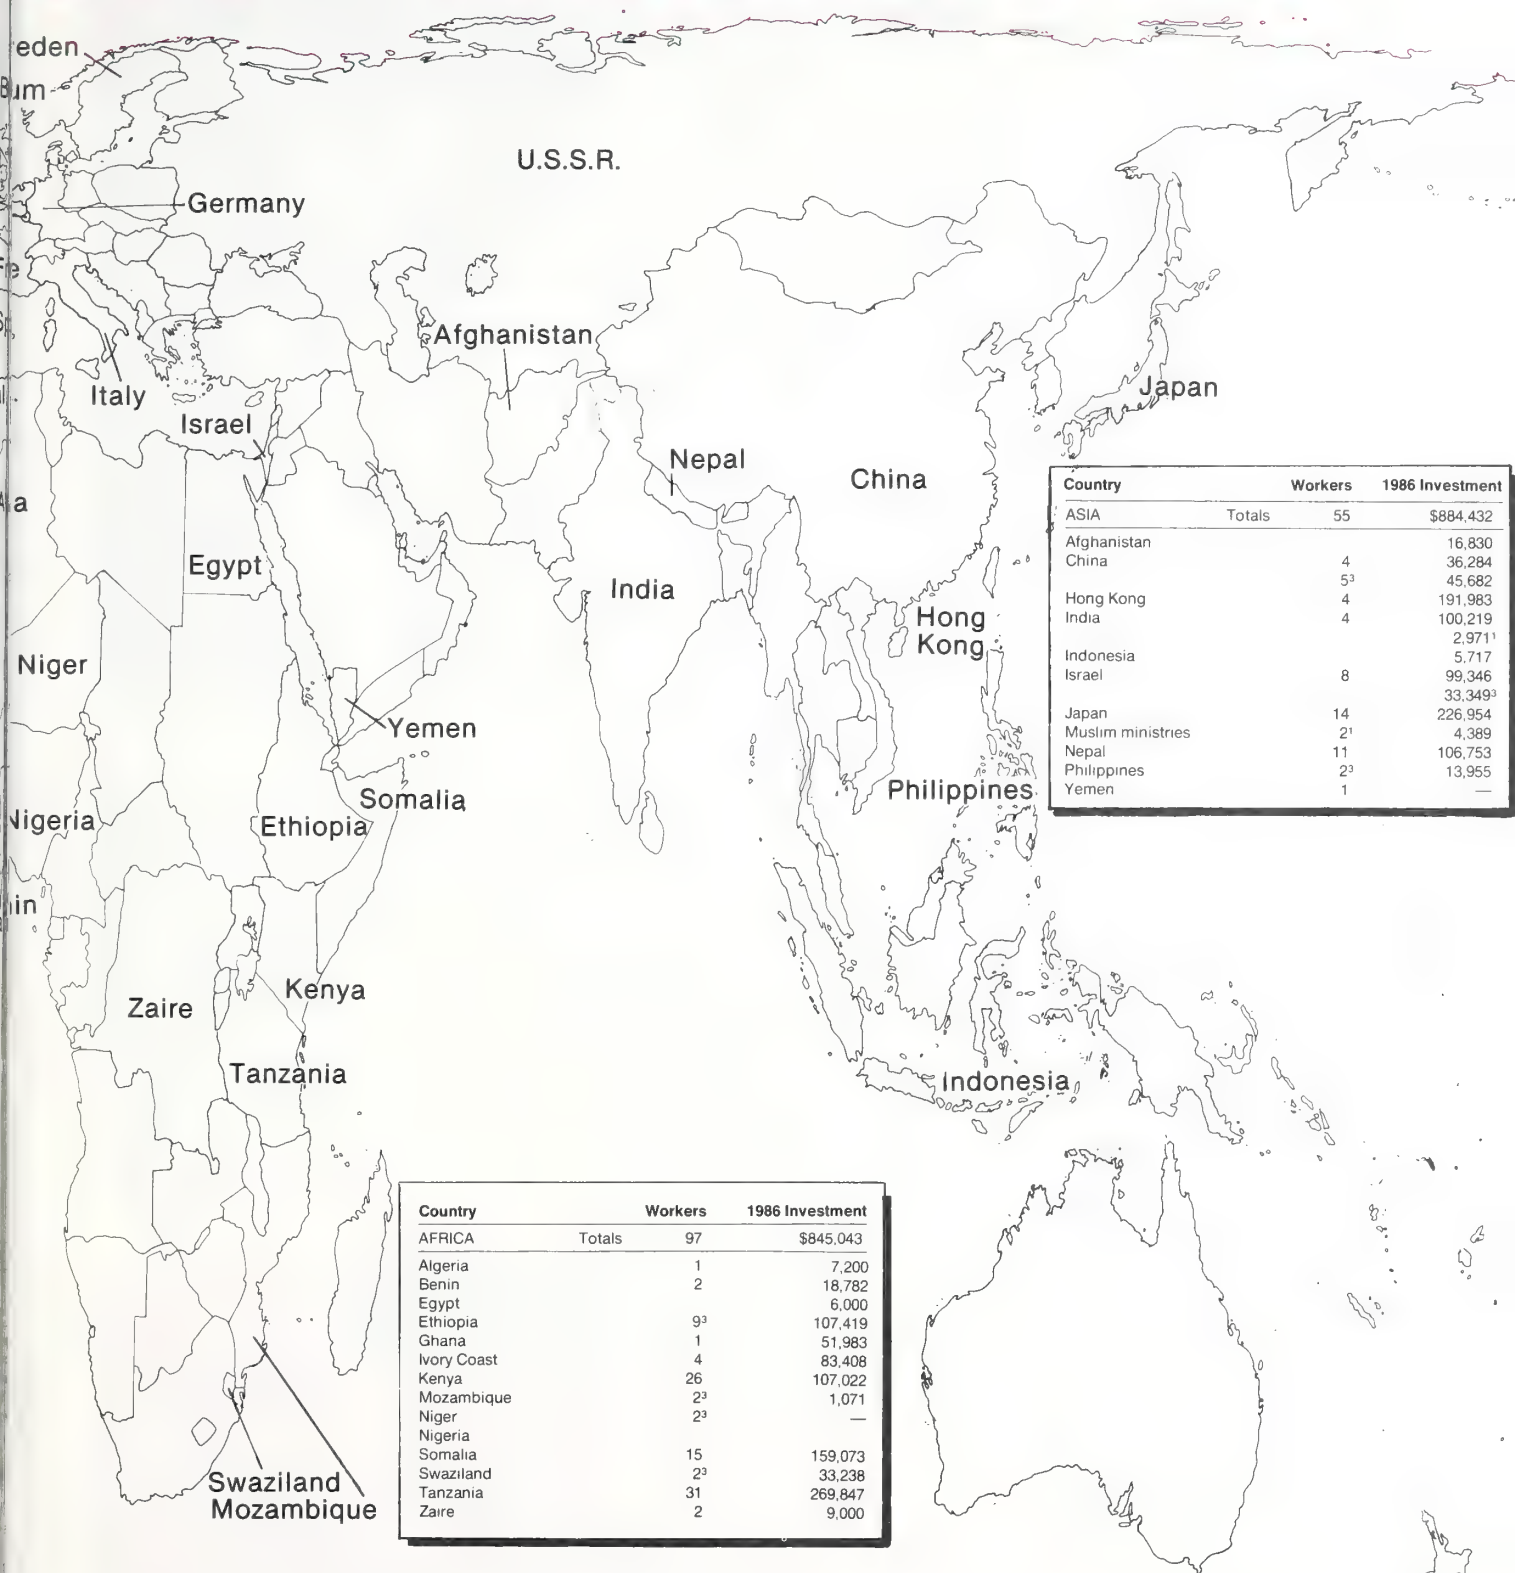 eden
U.S.S.R.
Germany
Afghanistan
Italy
Israel
Japan
Nepal
China
Egypt
India
Hong
Kong
Niger
Yemen
Somalia
Philippines
Nigeria
Ethiopia
Zaire
Kenya
Tanzania
Indonesia
Swaziland
Mozambique
Country Workers 1986 Investment
ASIA Totals 55 $884,432
Afghanistan 16,830
China 4 36,284
5³ 45,682
Hong Kong 4 191,983
India 4 100,219
2,971¹
Indonesia 5,717
Israel 8 99,346
33,349³
Japan 14 226,954
Muslim ministries 2¹ 4,389
Nepal 11 106,753
Philippines 2³ 13,955
Yemen 1 —
Country Workers 1986 Investment
AFRICA Totals 97 $845,043
Algeria 1 7,200
Benin 2 18,782
Egypt 6,000
Ethiopia 9³ 107,419
Ghana 1 51,983
Ivory Coast 4 83,408
Kenya 26 107,022
Mozambique 2³ 1,071
Niger 2³ —
Nigeria
Somalia 15 159,073
Swaziland 2³ 33,238
Tanzania 31 269,847
Zaire 2 9,000